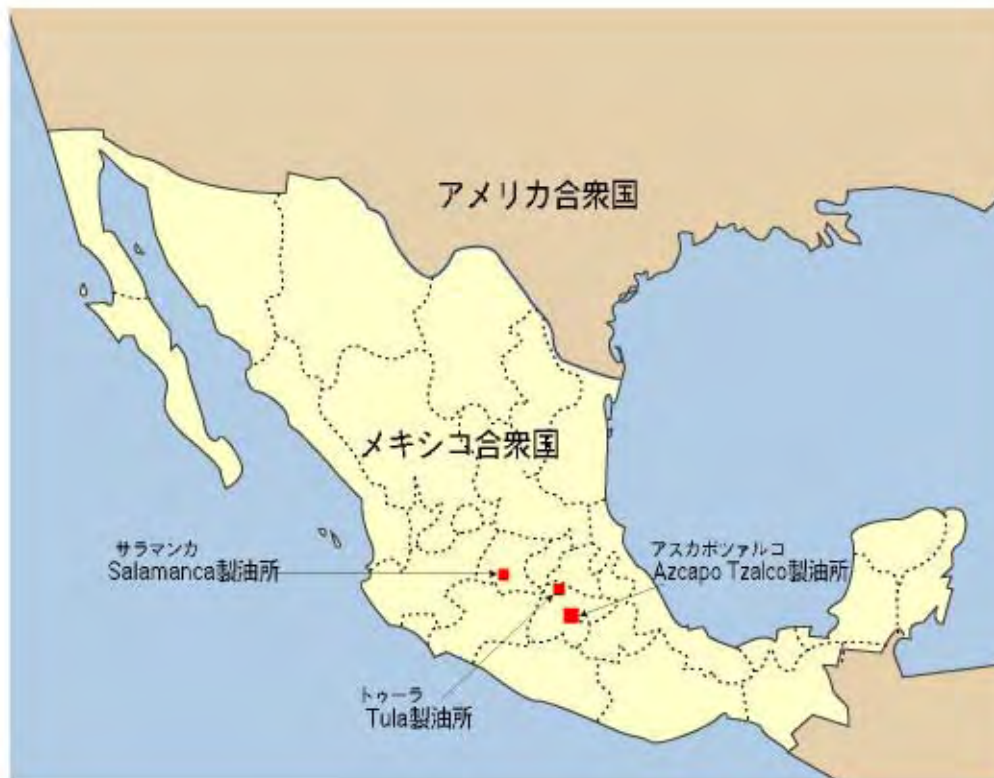 アメリカ合衆国
メキシコ合衆国
サラマンカ
Salamanca製油所
アスカポツァルコ
Azcapo Tzalco製油所
トゥーラ
Tula製油所